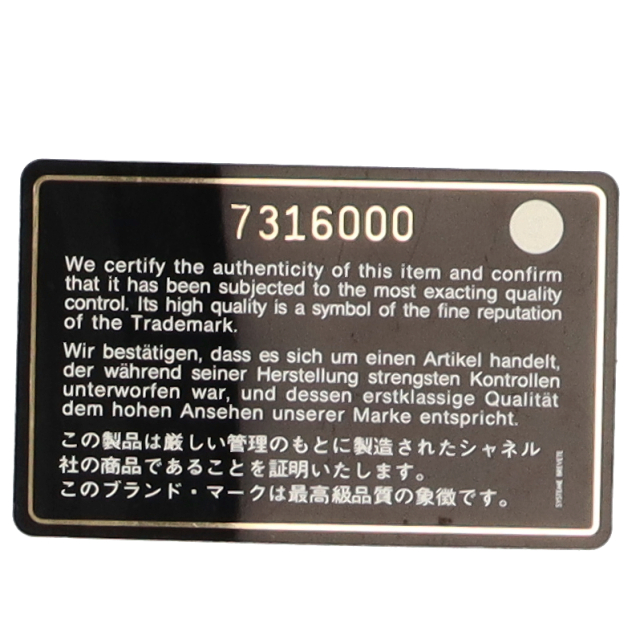 7316000
We certify the authenticity of this item and confirm
that it has been subjected to the most exacting quality
control. Its high quality is a symbol of the fine reputation
of the Trademark.
Wir bestätigen, dass es sich um einen Artikel handelt,
der während seiner Herstellung strengsten Kontrollen
unterworfen war, und dessen erstklassige Qualität
dem hohen Ansehen unserer Marke entspricht.
この製品は厳しい管理のもとに製造されたシャネル
社の商品であることを証明いたします。
このブランド・マークは最高級品質の象徴です。
SYSTEME BREVETE